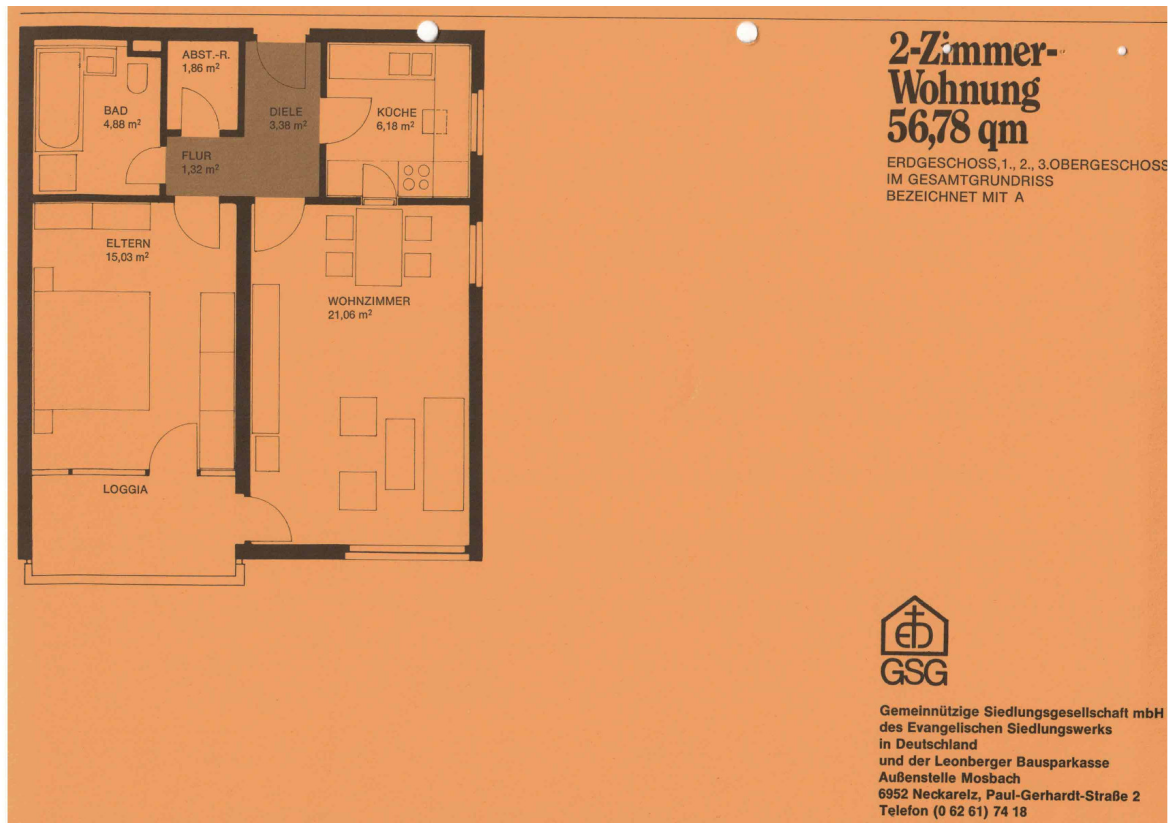 2-Zimmer-
Wohnung
56,78 qm
ERDGESCHOSS,1., 2., 3.OBERGESCHOSS
IM GESAMTGRUNDRISS
BEZEICHNET MIT A
ABST.-R.
1,86 m²
BAD
4,88 m²
DIELE
3,38 m²
KÜCHE
6,18 m²
FLUR
1,32 m²
ELTERN
15,03 m²
WOHNZIMMER
21,06 m²
LOGGIA
ED
GSG
Gemeinnützige Siedlungsgesellschaft mbH
des Evangelischen Siedlungswerks
in Deutschland
und der Leonberger Bausparkasse
Außenstelle Mosbach
6952 Neckarelz, Paul-Gerhardt-Straße 2
Telefon (0 62 61) 74 18